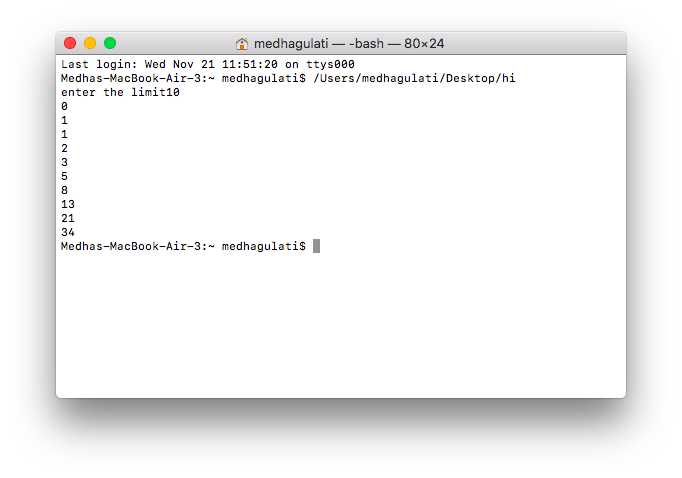 medhagulati — -bash — 80×24
Last login: Wed Nov 21 11:51:20 on ttys000
Medhas-MacBook-Air-3:~ medhagulati$ /Users/medhagulati/Desktop/hi
enter the limit10
0
1
1
2
3
5
8
13
21
34
Medhas-MacBook-Air-3:~ medhagulati$